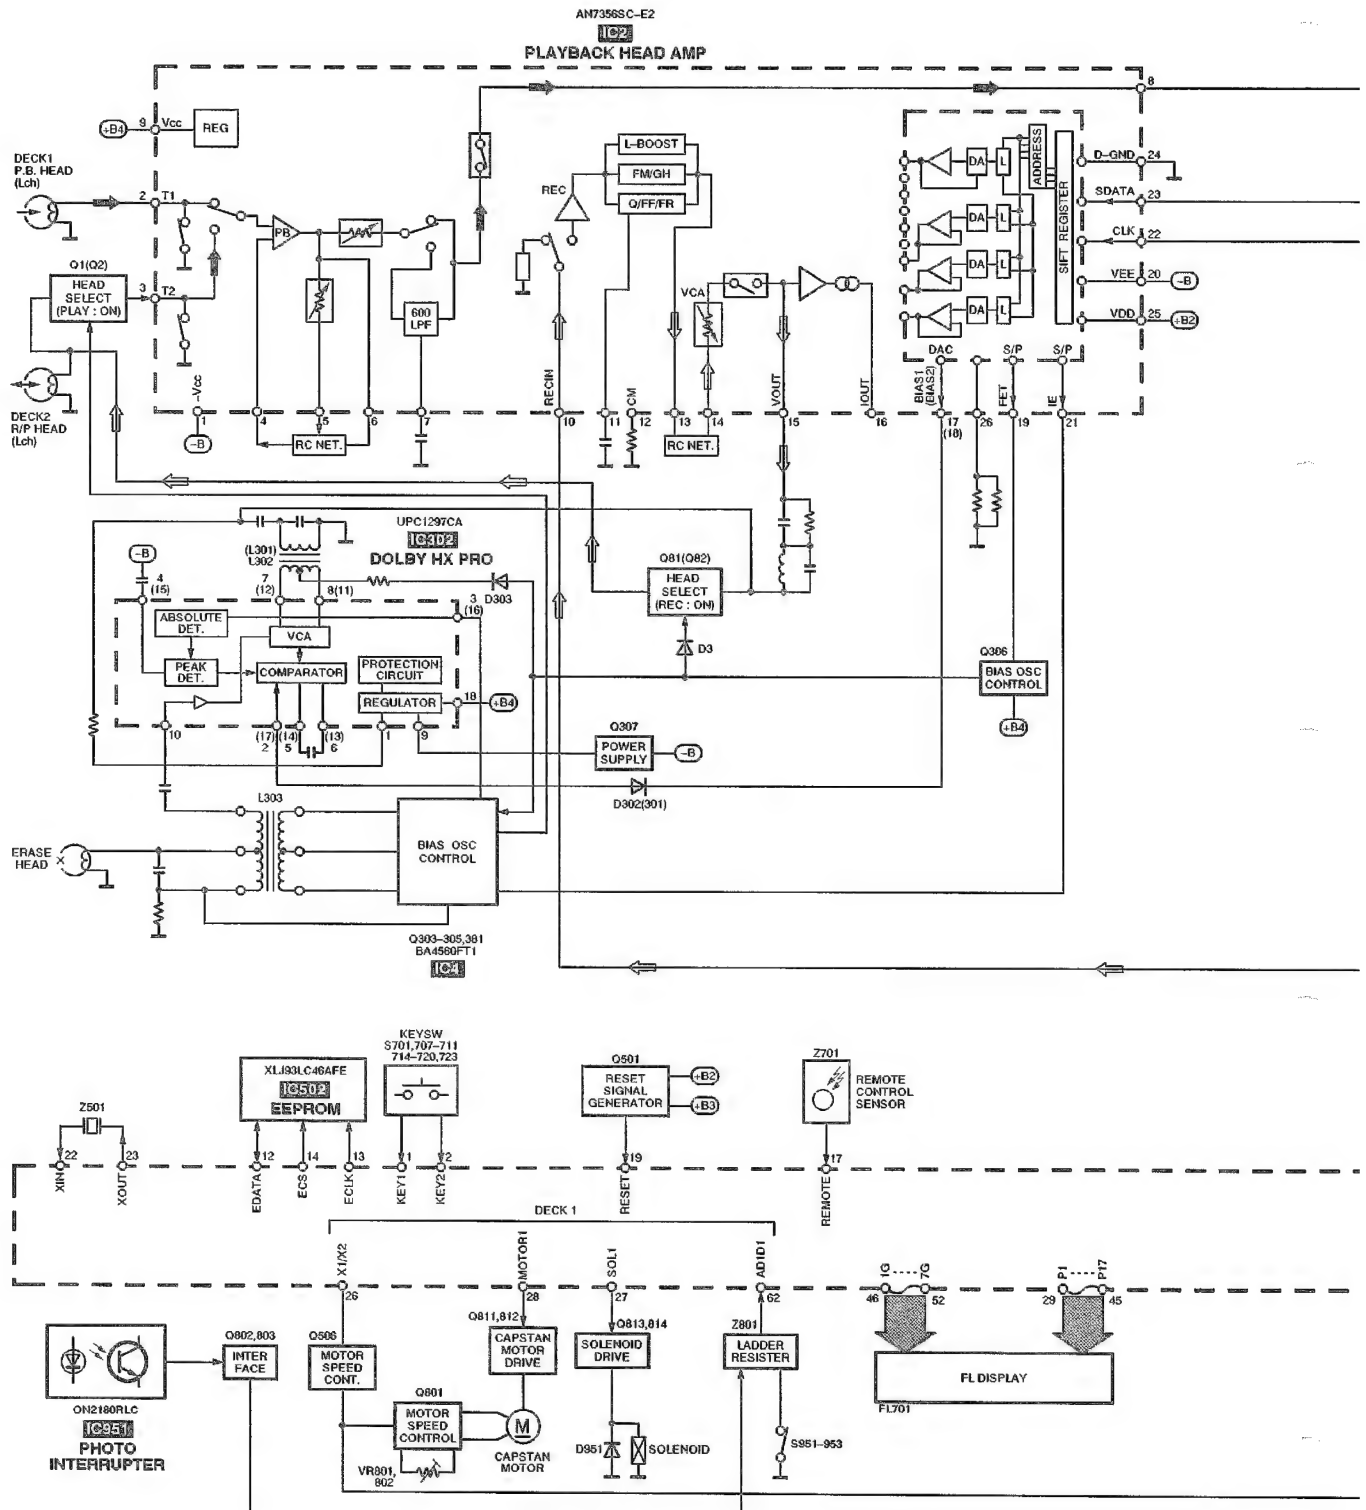 AN7356SC-E2
IC2
PLAYBACK HEAD AMP
8
+B4
9
Vcc
REG
L-BOOST
FM/GH
Q/FF/FR
REC
DA
L
ADDRESS
SIFT REGISTER
D-GND
24
SDATA
23
CLK
22
VEE
20
-B
VDD
25
+B2
DA
L
DA
L
DA
L
DECK1
P.B. HEAD
(Lch)
2
T1
PB
Q1(Q2)
HEAD
SELECT
(PLAY : ON)
3
T2
600
LPF
VCA
DECK2
R/P HEAD
(Lch)
-Vcc
1
-B
4
5
6
7
RC NET.
RECIN
10
11
CM
12
13
14
RC NET.
VOUT
15
IOUT
16
DAC
BIAS1
(BIAS2)
17
(18)
26
S/P
FET
19
S/P
IE
21
UPC1297CA
IC302
DOLBY HX PRO
(L301)
L302
-B
4
(15)
7
(12)
8(11)
D303
3
(16)
ABSOLUTE
DET.
VCA
PEAK
DET.
COMPARATOR
PROTECTION
CIRCUIT
REGULATOR
18
+B4
10
(17)
2
(14)
5
(13)
6
1
9
Q81(Q82)
HEAD
SELECT
(REC : ON)
D3
Q306
BIAS OSC
CONTROL
+B4
Q307
POWER
SUPPLY
-B
D302(301)
L303
BIAS OSC
CONTROL
ERASE
HEAD
Q303-305,381
BA4560FT1
IC4
XLJ93LC46AFE
IC502
EEPROM
KEYSW
S701,707-711
714-720,723
Q501
RESET
SIGNAL
GENERATOR
+B2
+B3
Z701
REMOTE
CONTROL
SENSOR
Z501
22
23
12
14
13
1
2
19
17
XIN
XOUT
EDATA
ECS
ECLK
KEY1
KEY2
RESET
REMOTE
DECK 1
X1/X2
MOTOR1
SOL1
AD1D1
1G
7G
P1
P17
26
28
27
62
46
52
29
45
ON2180RLC
IC951
PHOTO
INTERRUPTER
Q802,803
INTER
FACE
Q506
MOTOR
SPEED
CONT.
Q811,812
CAPSTAN
MOTOR
DRIVE
Q813,814
SOLENOID
DRIVE
Z801
LADDER
RESISTER
FL DISPLAY
FL701
Q801
MOTOR
SPEED
CONTROL
M
CAPSTAN
MOTOR
VR801,
802
D951
SOLENOID
S951-953